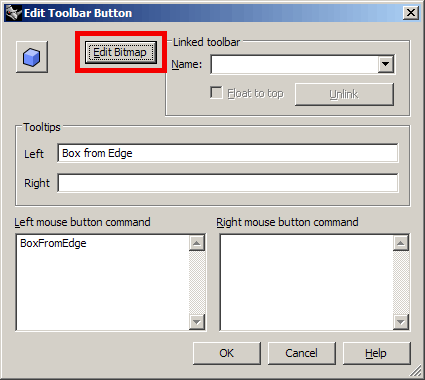 Edit Toolbar Button
Edit Bitmap
Linked toolbar
Name:
Float to top
Unlink
Tooltips
Left
Box from Edge
Right
Left mouse button command
Right mouse button command
BoxFromEdge
OK
Cancel
Help